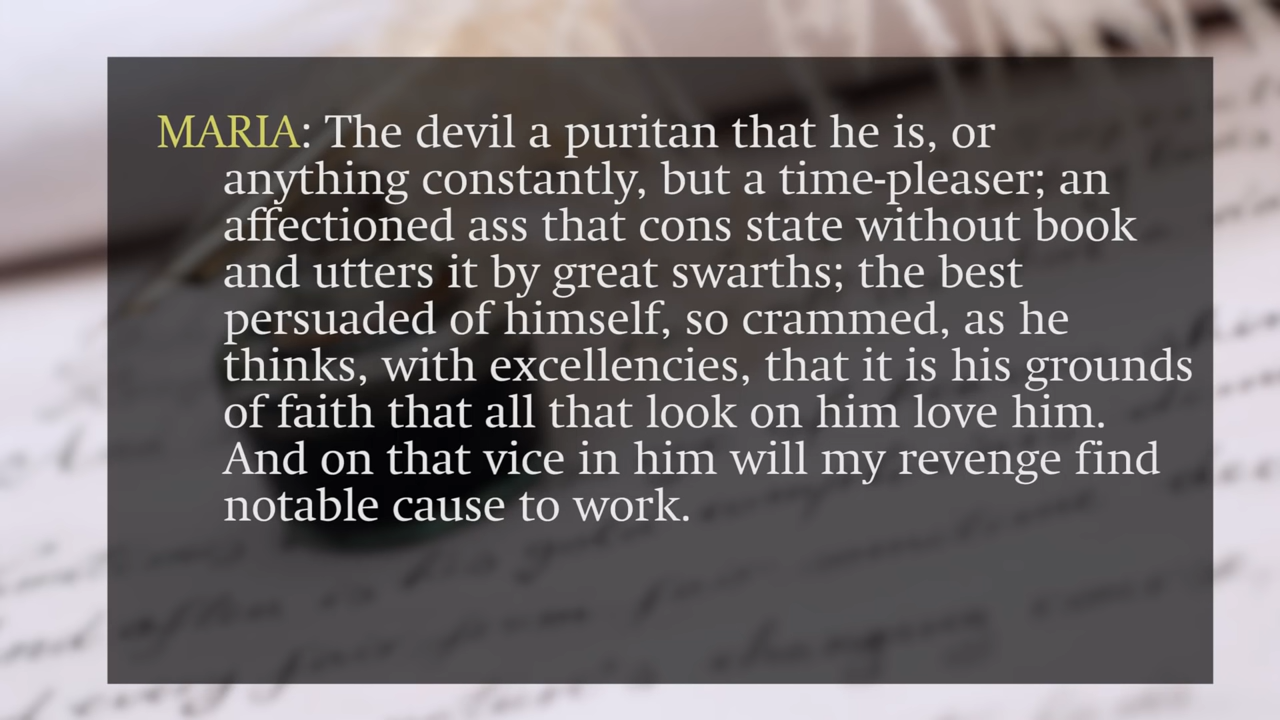 MARIA: The devil a puritan that he is, or
anything constantly, but a time-pleaser; an
affectioned ass that cons state without book
and utters it by great swarths; the best
persuaded of himself, so crammed, as he
thinks, with excellencies, that it is his grounds
of faith that all that look on him love him.
And on that vice in him will my revenge find
notable cause to work.